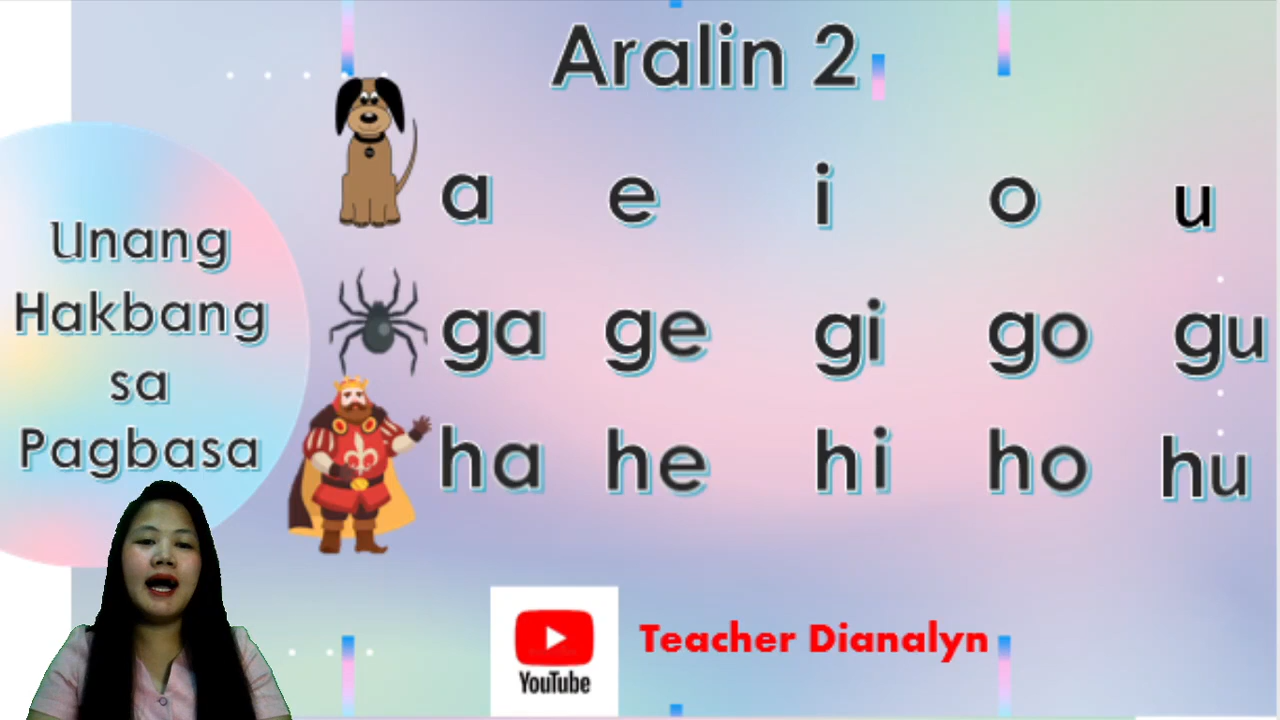 Aralin 2
a e i o u
Unang
Hakbang
sa
Pagbasa
ga ge gi go gu
ha he hi ho hu
YouTube
Teacher Dianalyn